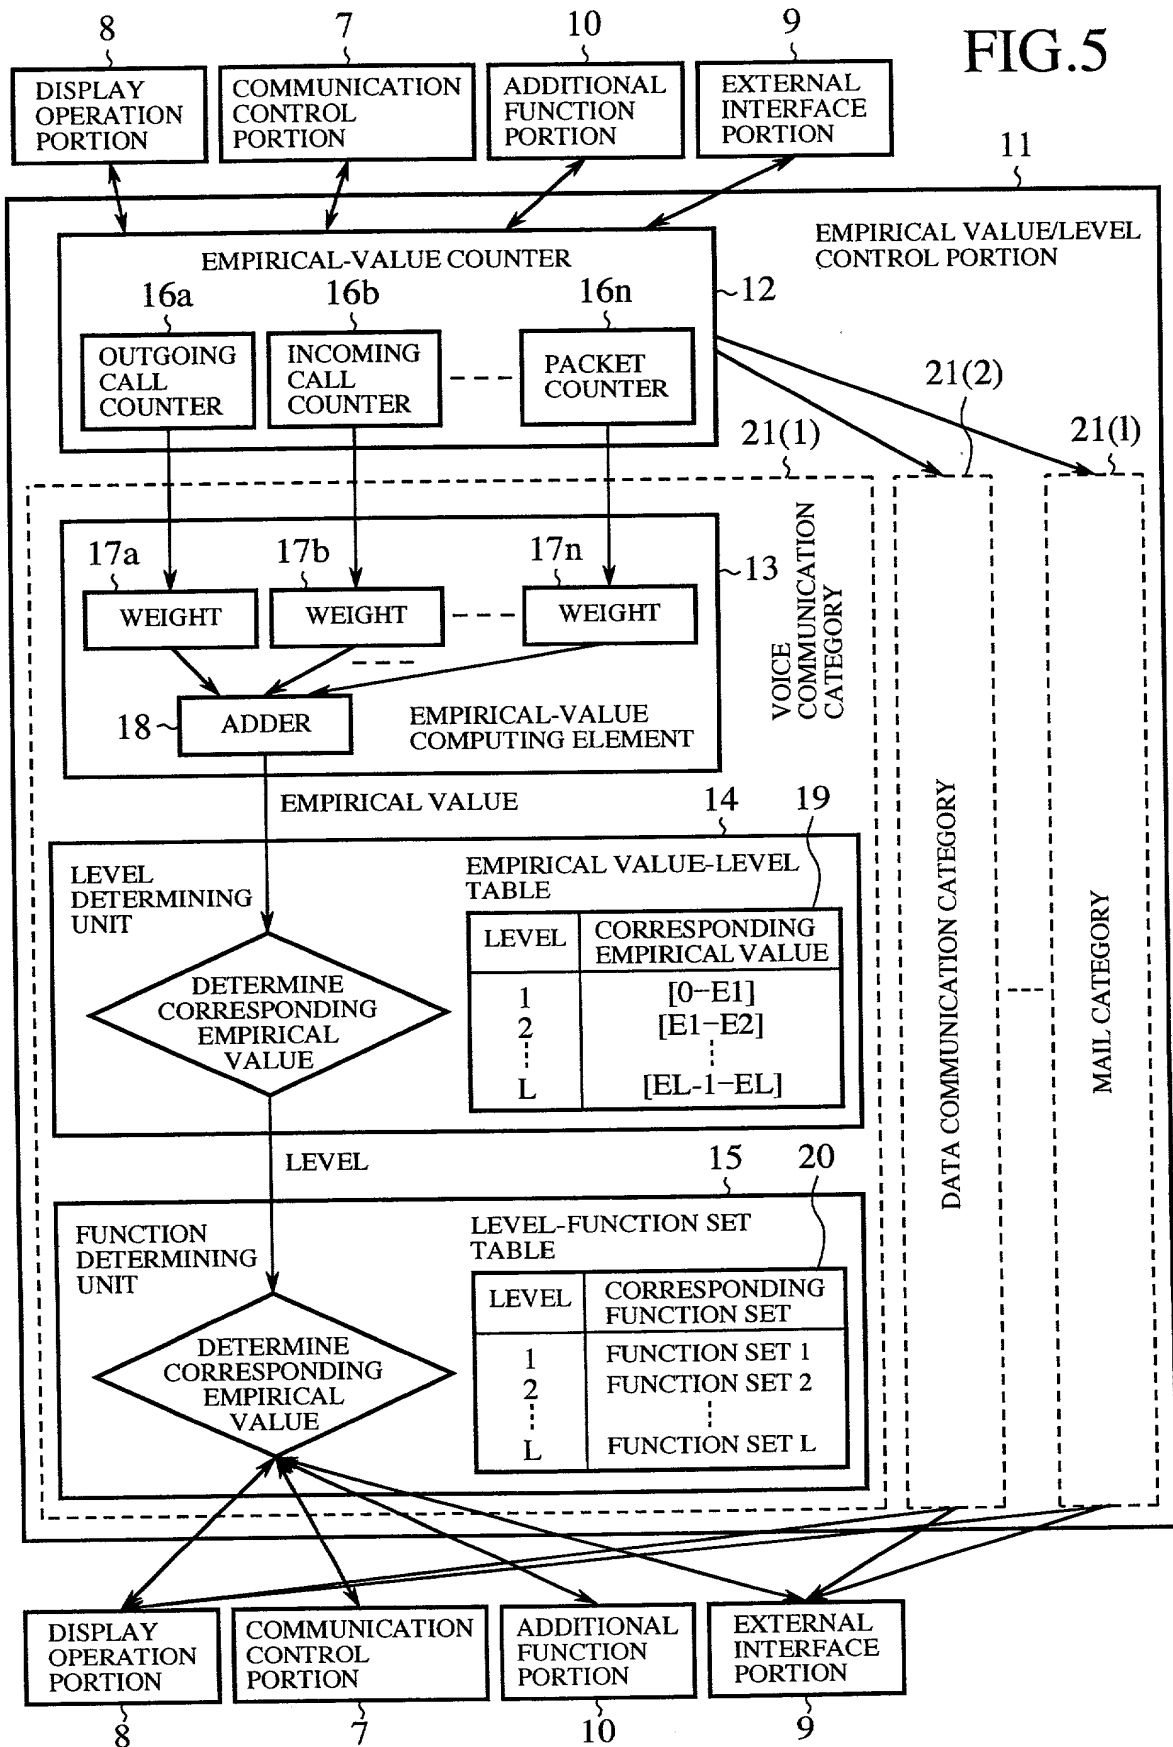 FIG.5
8
7
10
9
DISPLAY
OPERATION
PORTION
COMMUNICATION
CONTROL
PORTION
ADDITIONAL
FUNCTION
PORTION
EXTERNAL
INTERFACE
PORTION
11
EMPIRICAL VALUE/LEVEL
CONTROL PORTION
EMPIRICAL-VALUE COUNTER
12
16a
16b
16n
OUTGOING
CALL
COUNTER
INCOMING
CALL
COUNTER
PACKET
COUNTER
21(1)
21(2)
21(l)
17a
17b
17n
13
WEIGHT
WEIGHT
WEIGHT
18
ADDER
EMPIRICAL-VALUE
COMPUTING ELEMENT
VOICE
COMMUNICATION
CATEGORY
DATA COMMUNICATION CATEGORY
MAIL CATEGORY
EMPIRICAL VALUE
14
19
LEVEL
DETERMINING
UNIT
EMPIRICAL VALUE-LEVEL
TABLE
LEVEL
CORRESPONDING
EMPIRICAL VALUE
1 [0–E1]
2 [E1–E2]
L [EL-1–EL]
DETERMINE
CORRESPONDING
EMPIRICAL
VALUE
LEVEL
15
20
FUNCTION
DETERMINING
UNIT
LEVEL-FUNCTION SET
TABLE
LEVEL
CORRESPONDING
FUNCTION SET
1 FUNCTION SET 1
2 FUNCTION SET 2
L FUNCTION SET L
DETERMINE
CORRESPONDING
EMPIRICAL
VALUE
DISPLAY
OPERATION
PORTION
COMMUNICATION
CONTROL
PORTION
ADDITIONAL
FUNCTION
PORTION
EXTERNAL
INTERFACE
PORTION
8
7
10
9